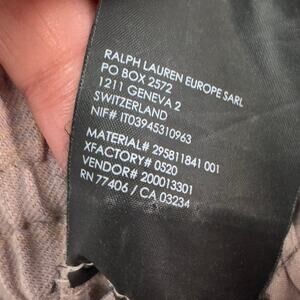 RALPH LAUREN EUROPE SARL
PO BOX 2572
1211 GENEVA 2
SWITZERLAND
NIF# IT03945310963
MATERIAL# 295811841 001
XFACTORY# 0520
VENDOR# 200013301
RN 77406 / CA 03234